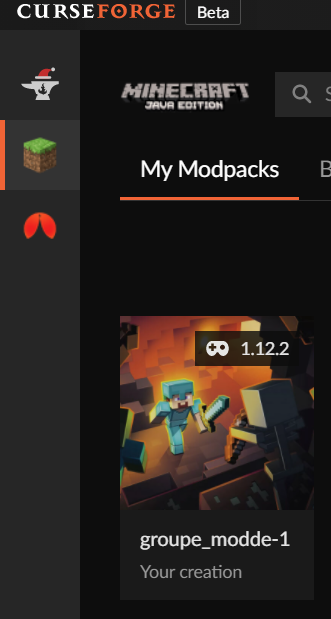 CURSEFORGE Beta
MINECRAFT
JAVA EDITION
My Modpacks
1.12.2
groupe_modde-1
Your creation